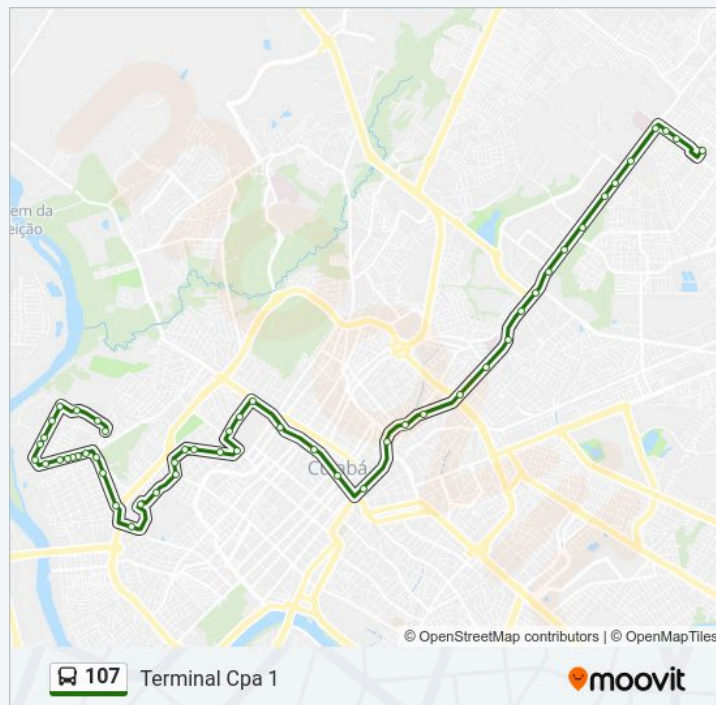 em da
eição
Cuiabá
© OpenStreetMap contributors | © OpenMapTiles
107 Terminal Cpa 1
moovit